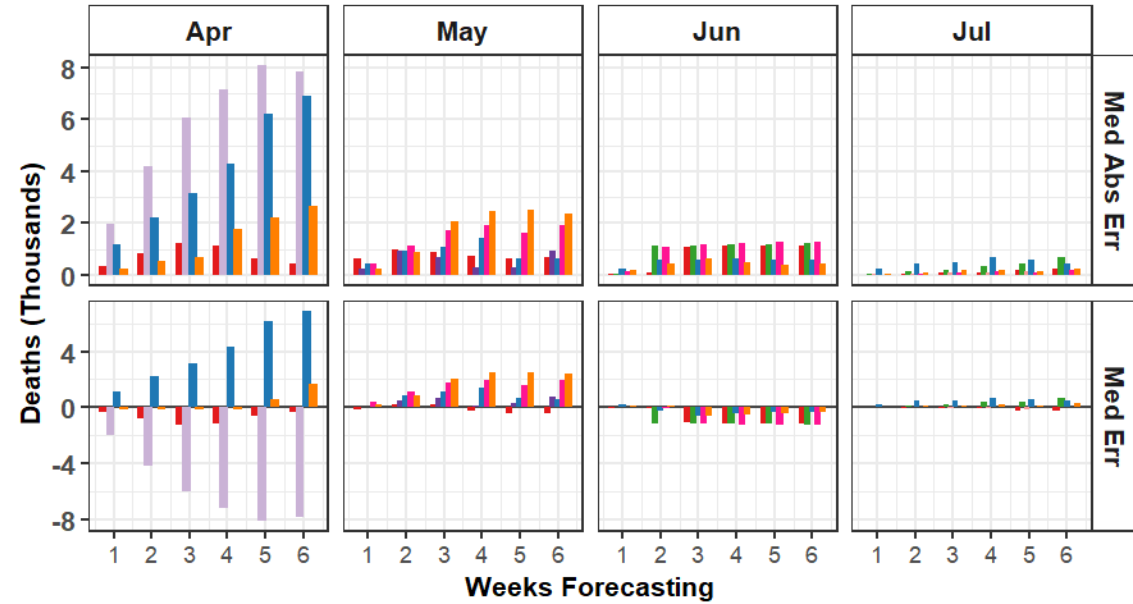 Apr May Jun Jul
8
6
4
2
0
Med Abs Err
Deaths (Thousands)
4
0
-4
-8
Med Err
1 2 3 4 5 6 1 2 3 4 5 6 1 2 3 4 5 6 1 2 3 4 5 6
Weeks Forecasting